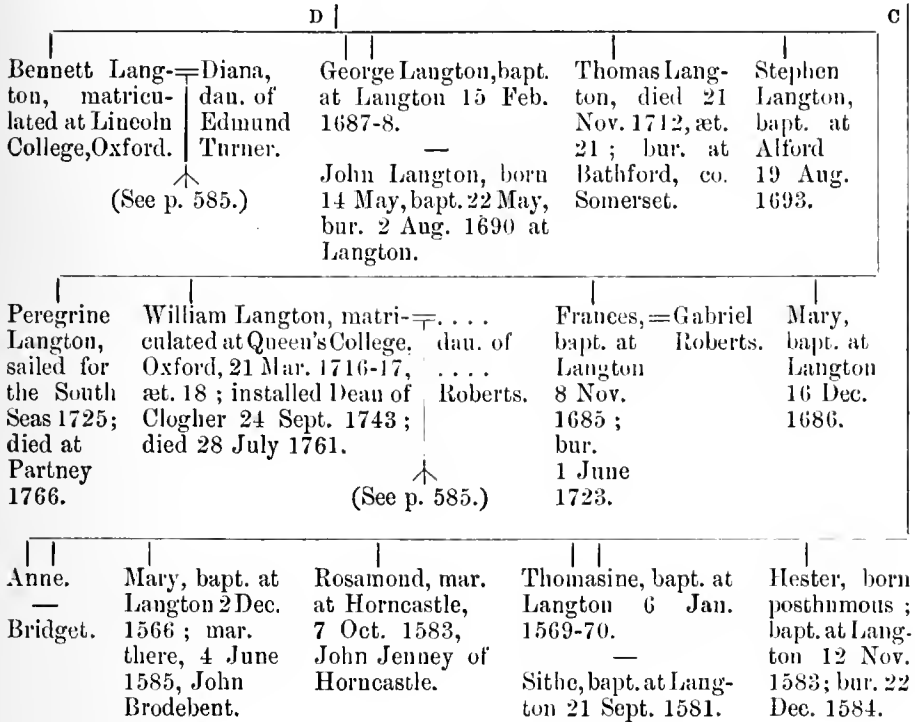 D
C
Bennett Lang-
ton, matricu-
lated at Lincoln
College, Oxford.
Diana,
dau. of
Edmund
Turner.
(See p. 585.)
George Langton, bapt.
at Langton 15 Feb.
1687-8.
—
John Langton, born
14 May, bapt. 22 May,
bur. 2 Aug. 1690 at
Langton.
Thomas Lang-
ton, died 21
Nov. 1712, æt.
21 ; bur. at
Bathford, co.
Somerset.
Stephen
Langton,
bapt. at
Alford
19 Aug.
1693.
Peregrine
Langton,
sailed for
the South
Seas 1725;
died at
Partney
1766.
William Langton, matri-
culated at Queen's College,
Oxford, 21 Mar. 1716-17,
æt. 18 ; installed Dean of
Clogher 24 Sept. 1743 ;
died 28 July 1761.
=. . . .
dau. of
. . . .
Roberts.
(See p. 585.)
Frances,
bapt. at
Langton
8 Nov.
1685 ;
bur.
1 June
1723.
=Gabriel
Roberts.
Mary,
bapt. at
Langton
16 Dec.
1686.
Anne.
—
Bridget.
Mary, bapt. at
Langton 2 Dec.
1566 ; mar.
there, 4 June
1585, John
Brodebent.
Rosamond, mar.
at Horncastle,
7 Oct. 1583,
John Jenney of
Horncastle.
Thomasine, bapt. at
Langton 6 Jan.
1569-70.
—
Sithe, bapt. at Lang-
ton 21 Sept. 1581.
Hester, born
posthumous ;
bapt. at Lang-
ton 12 Nov.
1583; bur. 22
Dec. 1584.